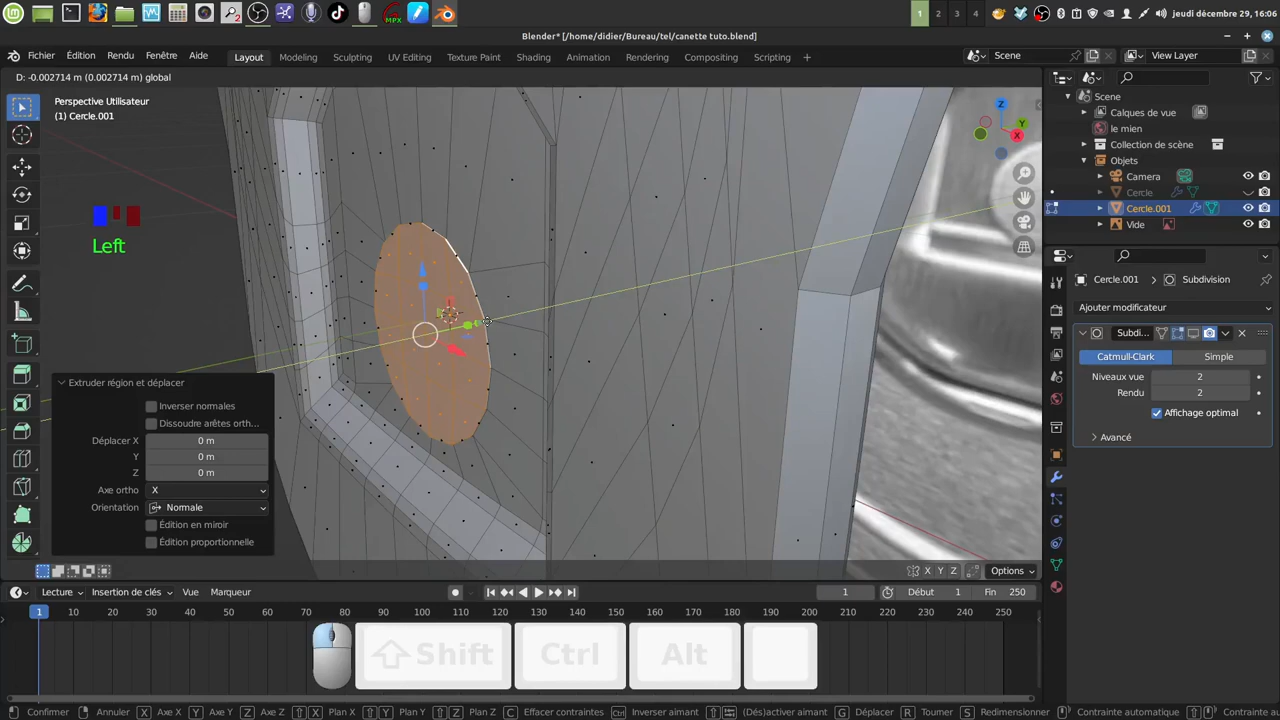 1 2 3 4
jeudi décembre 29, 16:06
Blender* [/home/didier/Bureau/tel/canette tuto.blend]
Fichier Édition Rendu Fenêtre Aide
Layout Modeling Sculpting UV Editing Texture Paint Shading Animation Rendering Compositing Scripting +
Scene View Layer
D: -0.002714 m (0.002714 m) global
Perspective Utilisateur
(1) Cercle.001
Left
Z
Y
X
Scene
Calques de vue
le mien
Collection de scène
Objets
Camera
Cercle
Cercle.001
Vide
Cercle.001 > Subdivision
Ajouter modificateur
Subdi...
Catmull-Clark Simple
Niveaux vue 2
Rendu 2
Affichage optimal
Avancé
Extruder région et déplacer
Inverser normales
Dissoudre arêtes orth...
Déplacer X 0 m
Y 0 m
Z 0 m
Axe ortho X
Orientation Normale
Édition en miroir
Édition proportionnelle
X Y Z Options
Lecture Insertion de clés Vue Marqueur
1 Début 1 Fin 250
1 10 20 30 40 50 60 70 80 90 100 110 120 130 140 150 160 170 180 190 200 210 220 230 240 250
Shift Ctrl Alt
Confirmer Annuler X Axe X Y Axe Y Z Axe Z X Plan X Y Plan Y Z Plan Z C Effacer contraintes Ctrl Inverser aimant (Dés)activer aimant G Déplacer R Tourner S Redimensionner Contrainte automatique Contrainte au